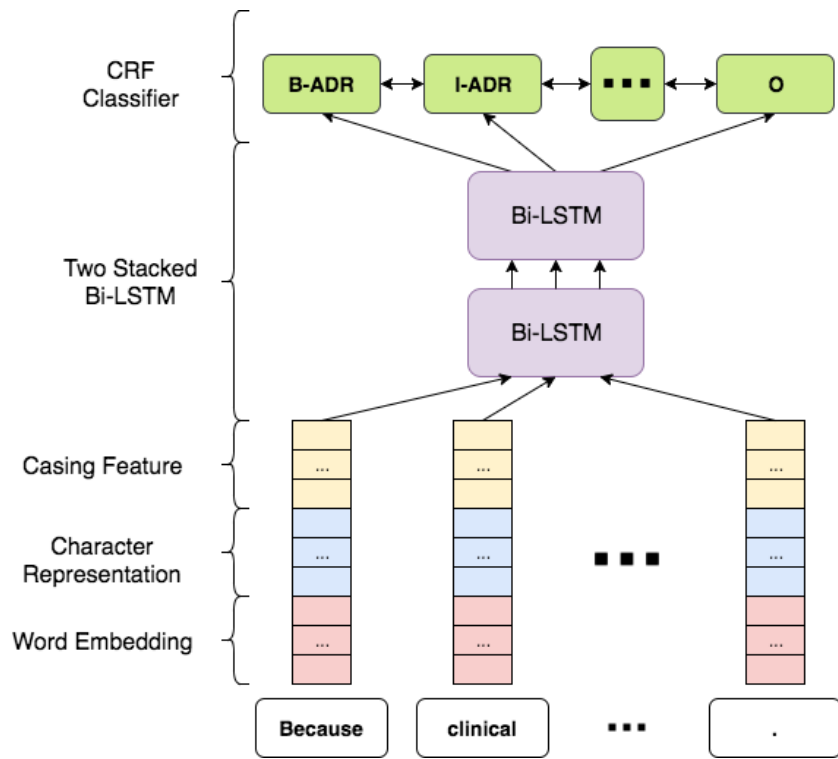 CRF
Classifier
B-ADR
I-ADR
...
O
Two Stacked
Bi-LSTM
Bi-LSTM
Bi-LSTM
Casing Feature
...
...
...
Character
Representation
...
...
...
...
Word Embedding
...
...
...
Because
clinical
...
.